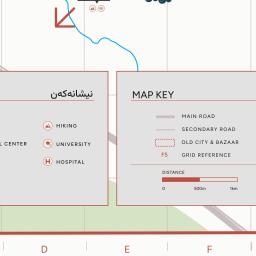 نیشانەکەن
HIKING
L CENTER
UNIVERSITY
H HOSPITAL
MAP KEY
MAIN ROAD
SECONDARY ROAD
OLD CITY & BAZAAR
F5 GRID REFERENCE
DISTANCE
0 500m 1km
D E F